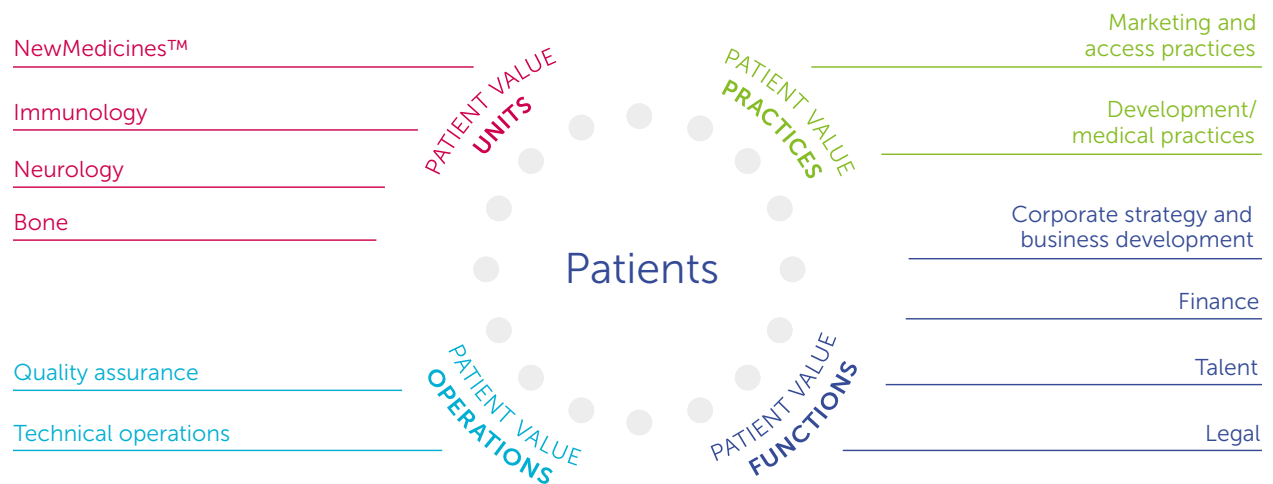 NewMedicines™
Immunology
Neurology
Bone
PATIENT VALUE
UNITS
PATIENT VALUE
PRACTICES
Marketing and
access practices
Development/
medical practices
Patients
Corporate strategy and
business development
Finance
Talent
Legal
PATIENT VALUE
FUNCTIONS
Quality assurance
Technical operations
PATIENT VALUE
OPERATIONS